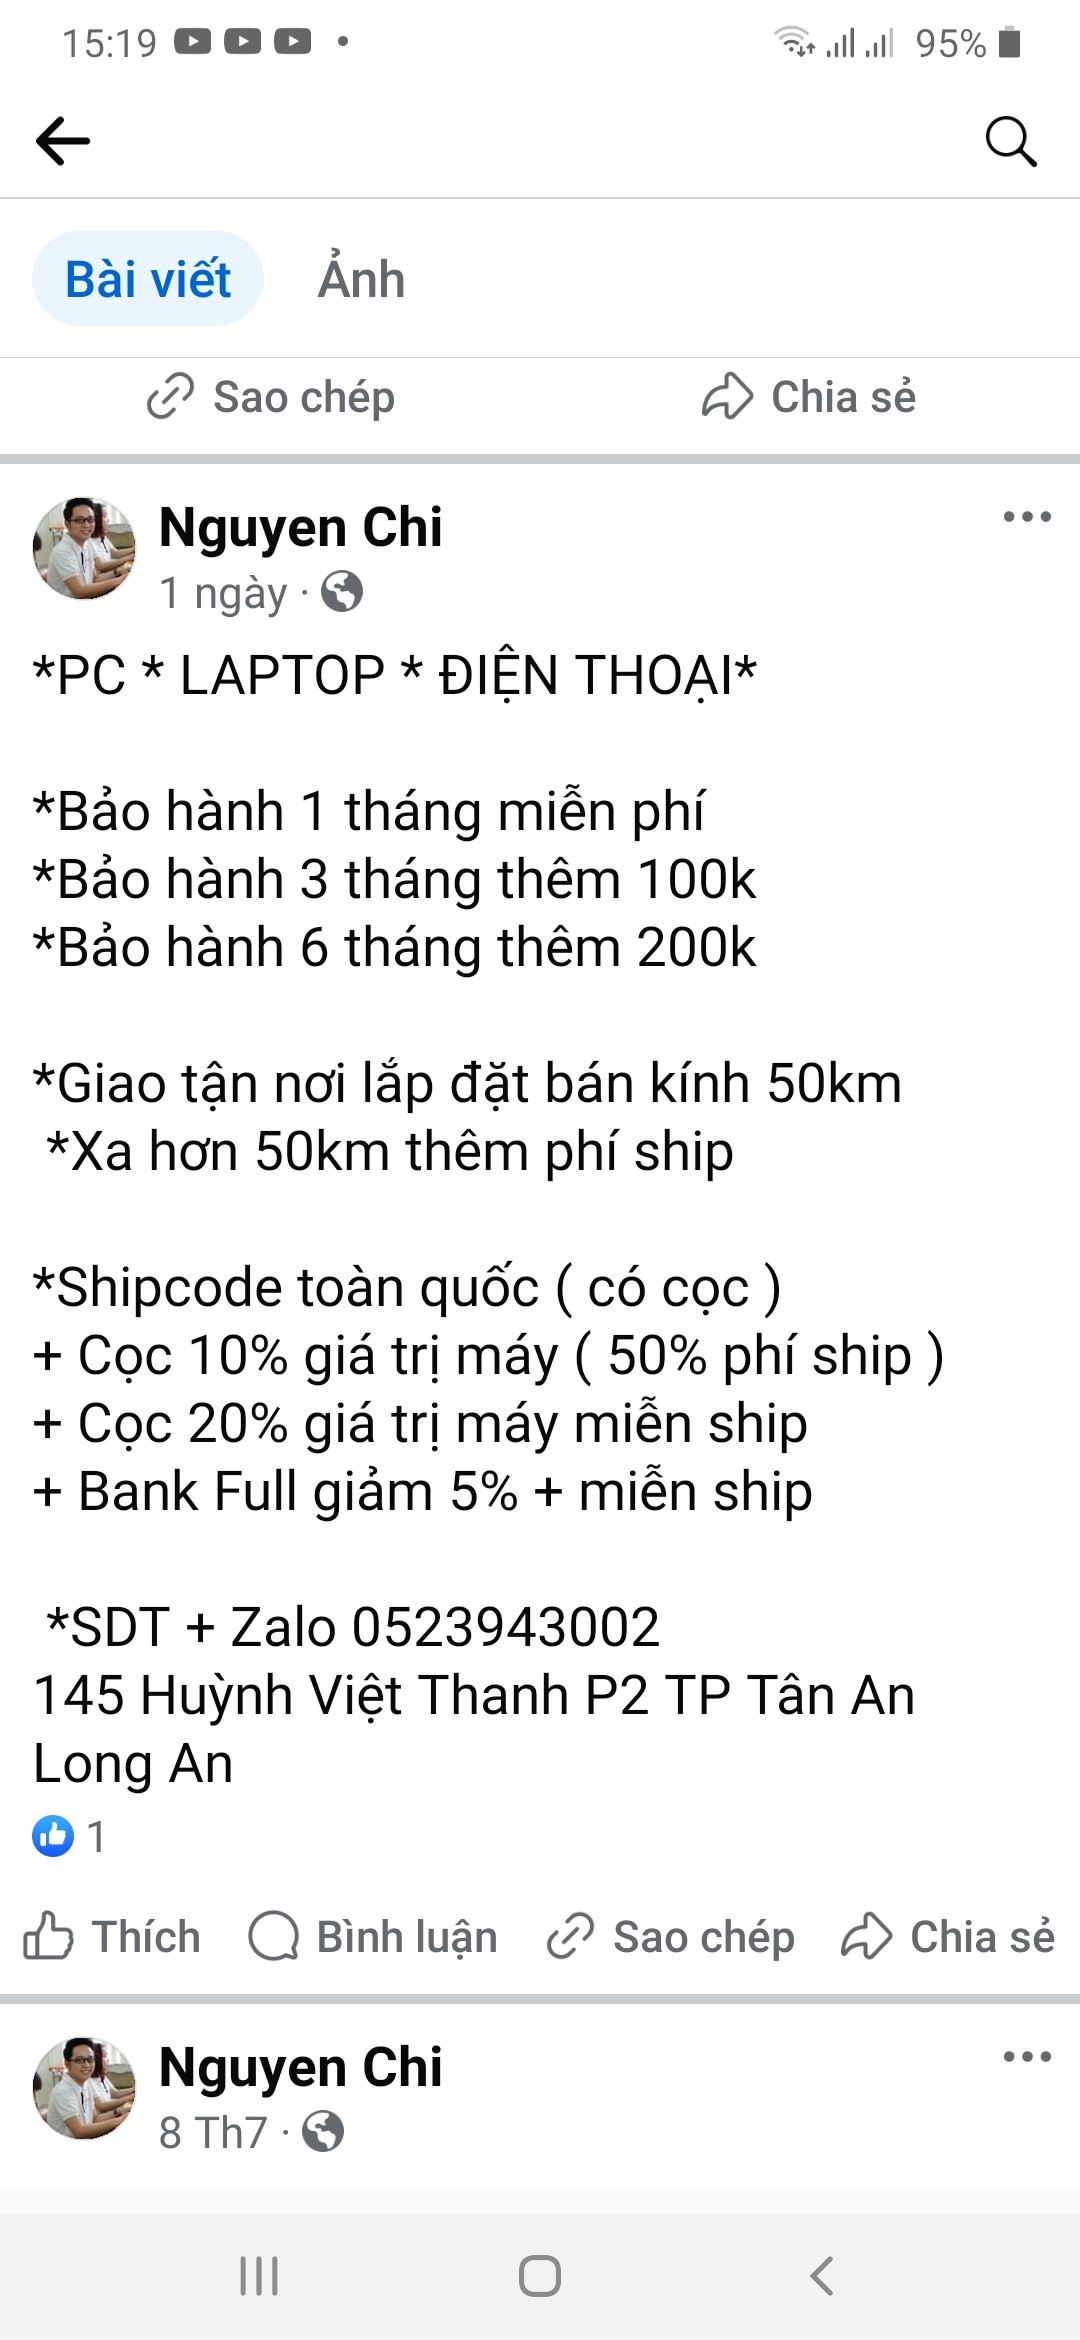 15:19
95%
Bài viết
Ảnh
Sao chép
Chia sẻ
Nguyen Chi
1 ngày ·
*PC * LAPTOP * ĐIỆN THOẠI*
*Bảo hành 1 tháng miễn phí
*Bảo hành 3 tháng thêm 100k
*Bảo hành 6 tháng thêm 200k
*Giao tận nơi lắp đặt bán kính 50km
*Xa hơn 50km thêm phí ship
*Shipcode toàn quốc ( có cọc )
+ Cọc 10% giá trị máy ( 50% phí ship )
+ Cọc 20% giá trị máy miễn ship
+ Bank Full giảm 5% + miễn ship
*SDT + Zalo 0523943002
145 Huỳnh Việt Thanh P2 TP Tân An
Long An
1
Thích
Bình luận
Sao chép
Chia sẻ
Nguyen Chi
8 Th7 ·